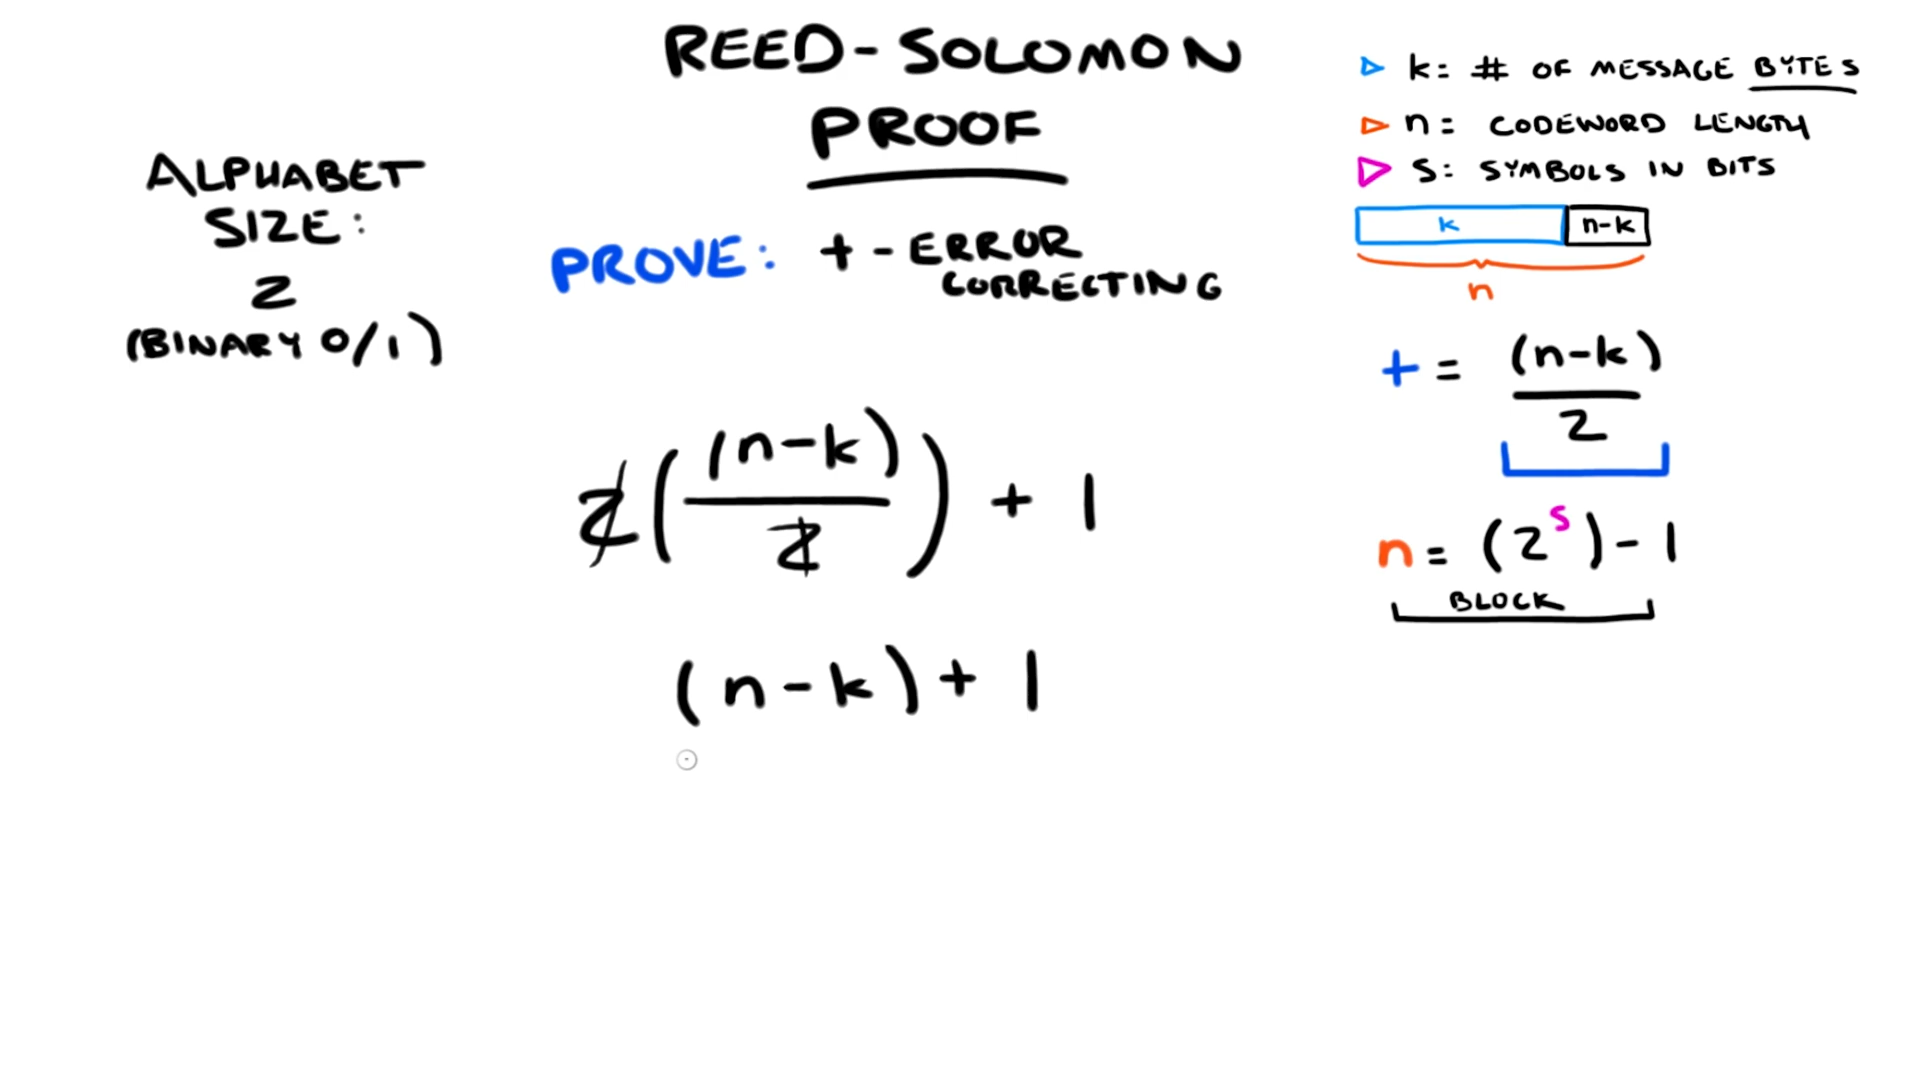 REED-SOLOMON
PROOF
ALPHABET
SIZE:
2
(BINARY 0/1)
PROVE: t-ERROR
CORRECTING
2((n-k)/2) + 1
(n-k) + 1
k= # OF MESSAGE BYTES
n= CODEWORD LENGTH
S= SYMBOLS IN BITS
k n-k
n
t = (n-k)
2
n= (2^s)-1
BLOCK